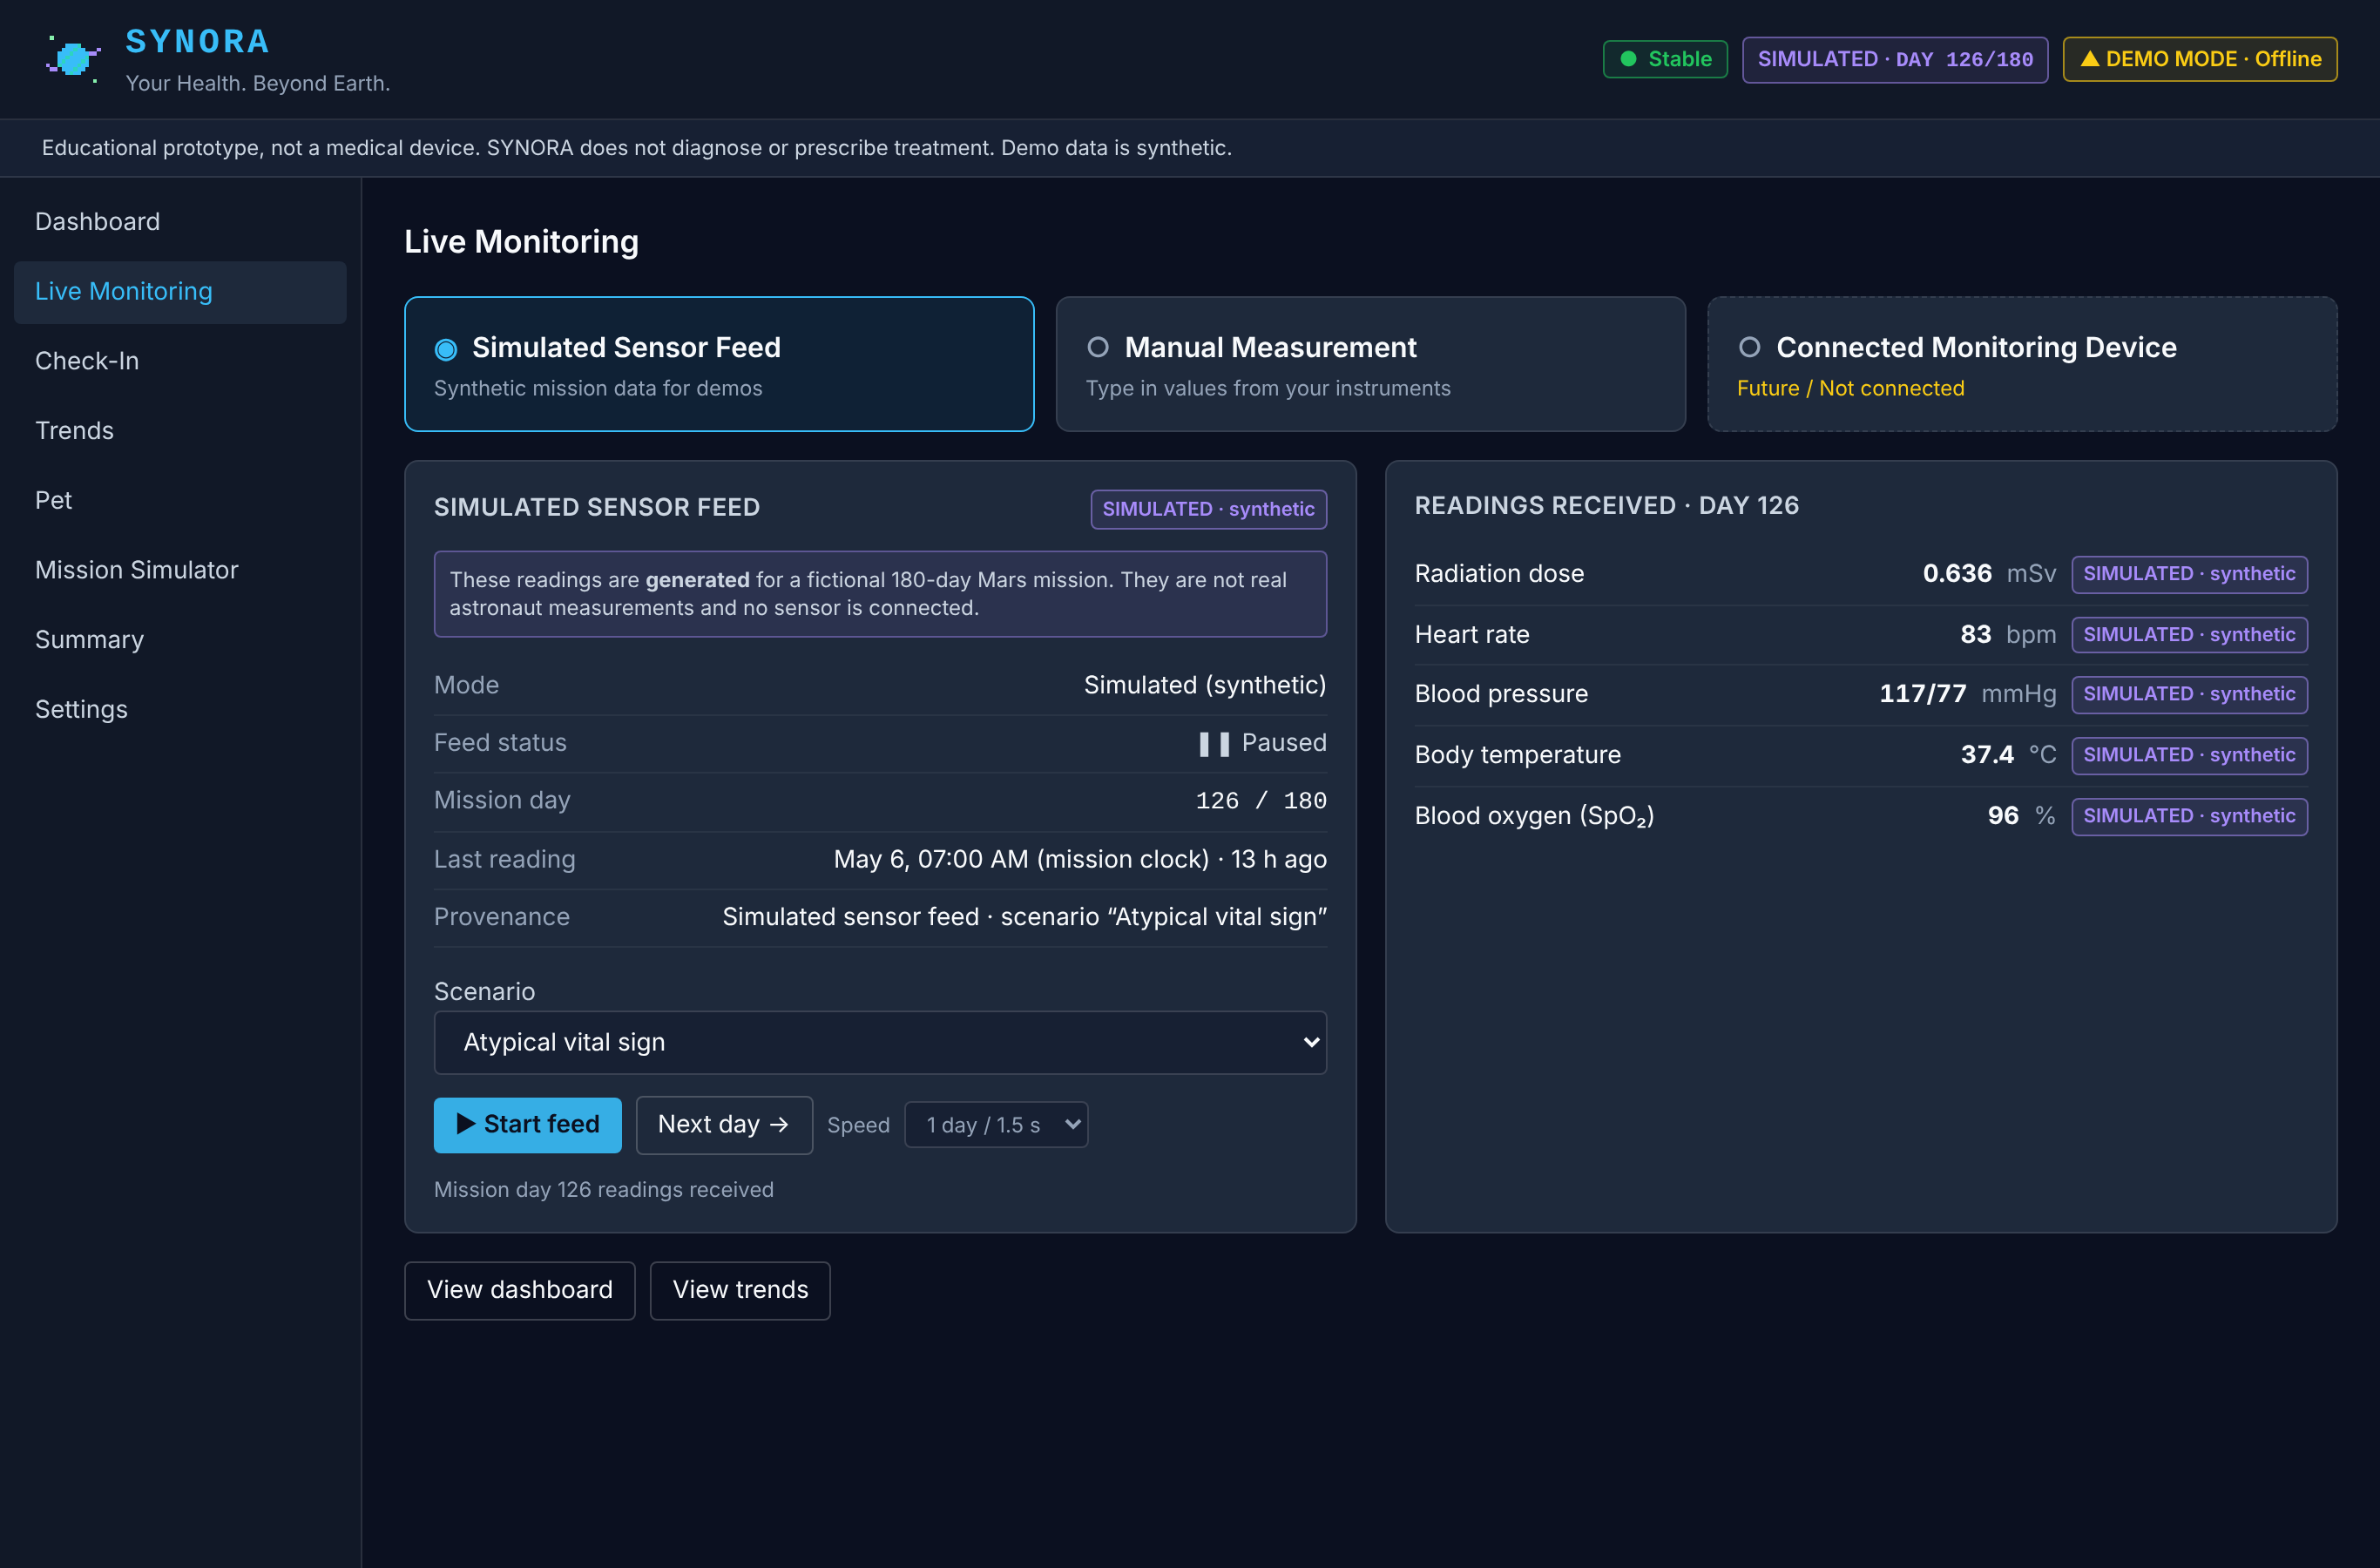 SYNORA
Your Health. Beyond Earth.
● Stable
SIMULATED · DAY 126/180
▲ DEMO MODE · Offline
Educational prototype, not a medical device. SYNORA does not diagnose or prescribe treatment. Demo data is synthetic.
Dashboard
Live Monitoring
Check-In
Trends
Pet
Mission Simulator
Summary
Settings
Live Monitoring
◉ Simulated Sensor Feed
Synthetic mission data for demos
○ Manual Measurement
Type in values from your instruments
○ Connected Monitoring Device
Future / Not connected
SIMULATED SENSOR FEED
SIMULATED · synthetic
These readings are generated for a fictional 180-day Mars mission. They are not real
astronaut measurements and no sensor is connected.
Mode Simulated (synthetic)
Feed status ❚❚ Paused
Mission day 126 / 180
Last reading May 6, 07:00 AM (mission clock) · 13 h ago
Provenance Simulated sensor feed · scenario “Atypical vital sign”
Scenario
Atypical vital sign
▶ Start feed
Next day →
Speed
1 day / 1.5 s
Mission day 126 readings received
READINGS RECEIVED · DAY 126
Radiation dose 0.636 mSv SIMULATED · synthetic
Heart rate 83 bpm SIMULATED · synthetic
Blood pressure 117/77 mmHg SIMULATED · synthetic
Body temperature 37.4 °C SIMULATED · synthetic
Blood oxygen (SpO₂) 96 % SIMULATED · synthetic
View dashboard
View trends